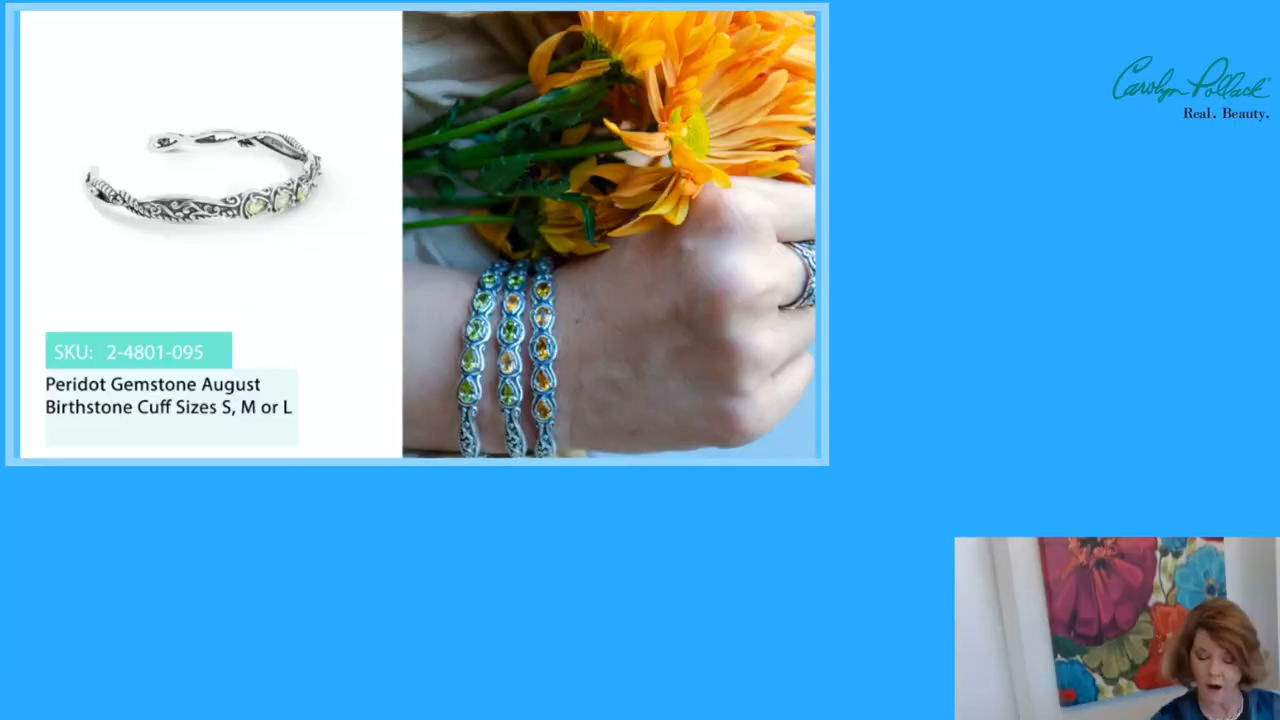 Carolyn Pollack
Real. Beauty.
SKU: 2-4801-095
Peridot Gemstone August
Birthstone Cuff Sizes S, M or L